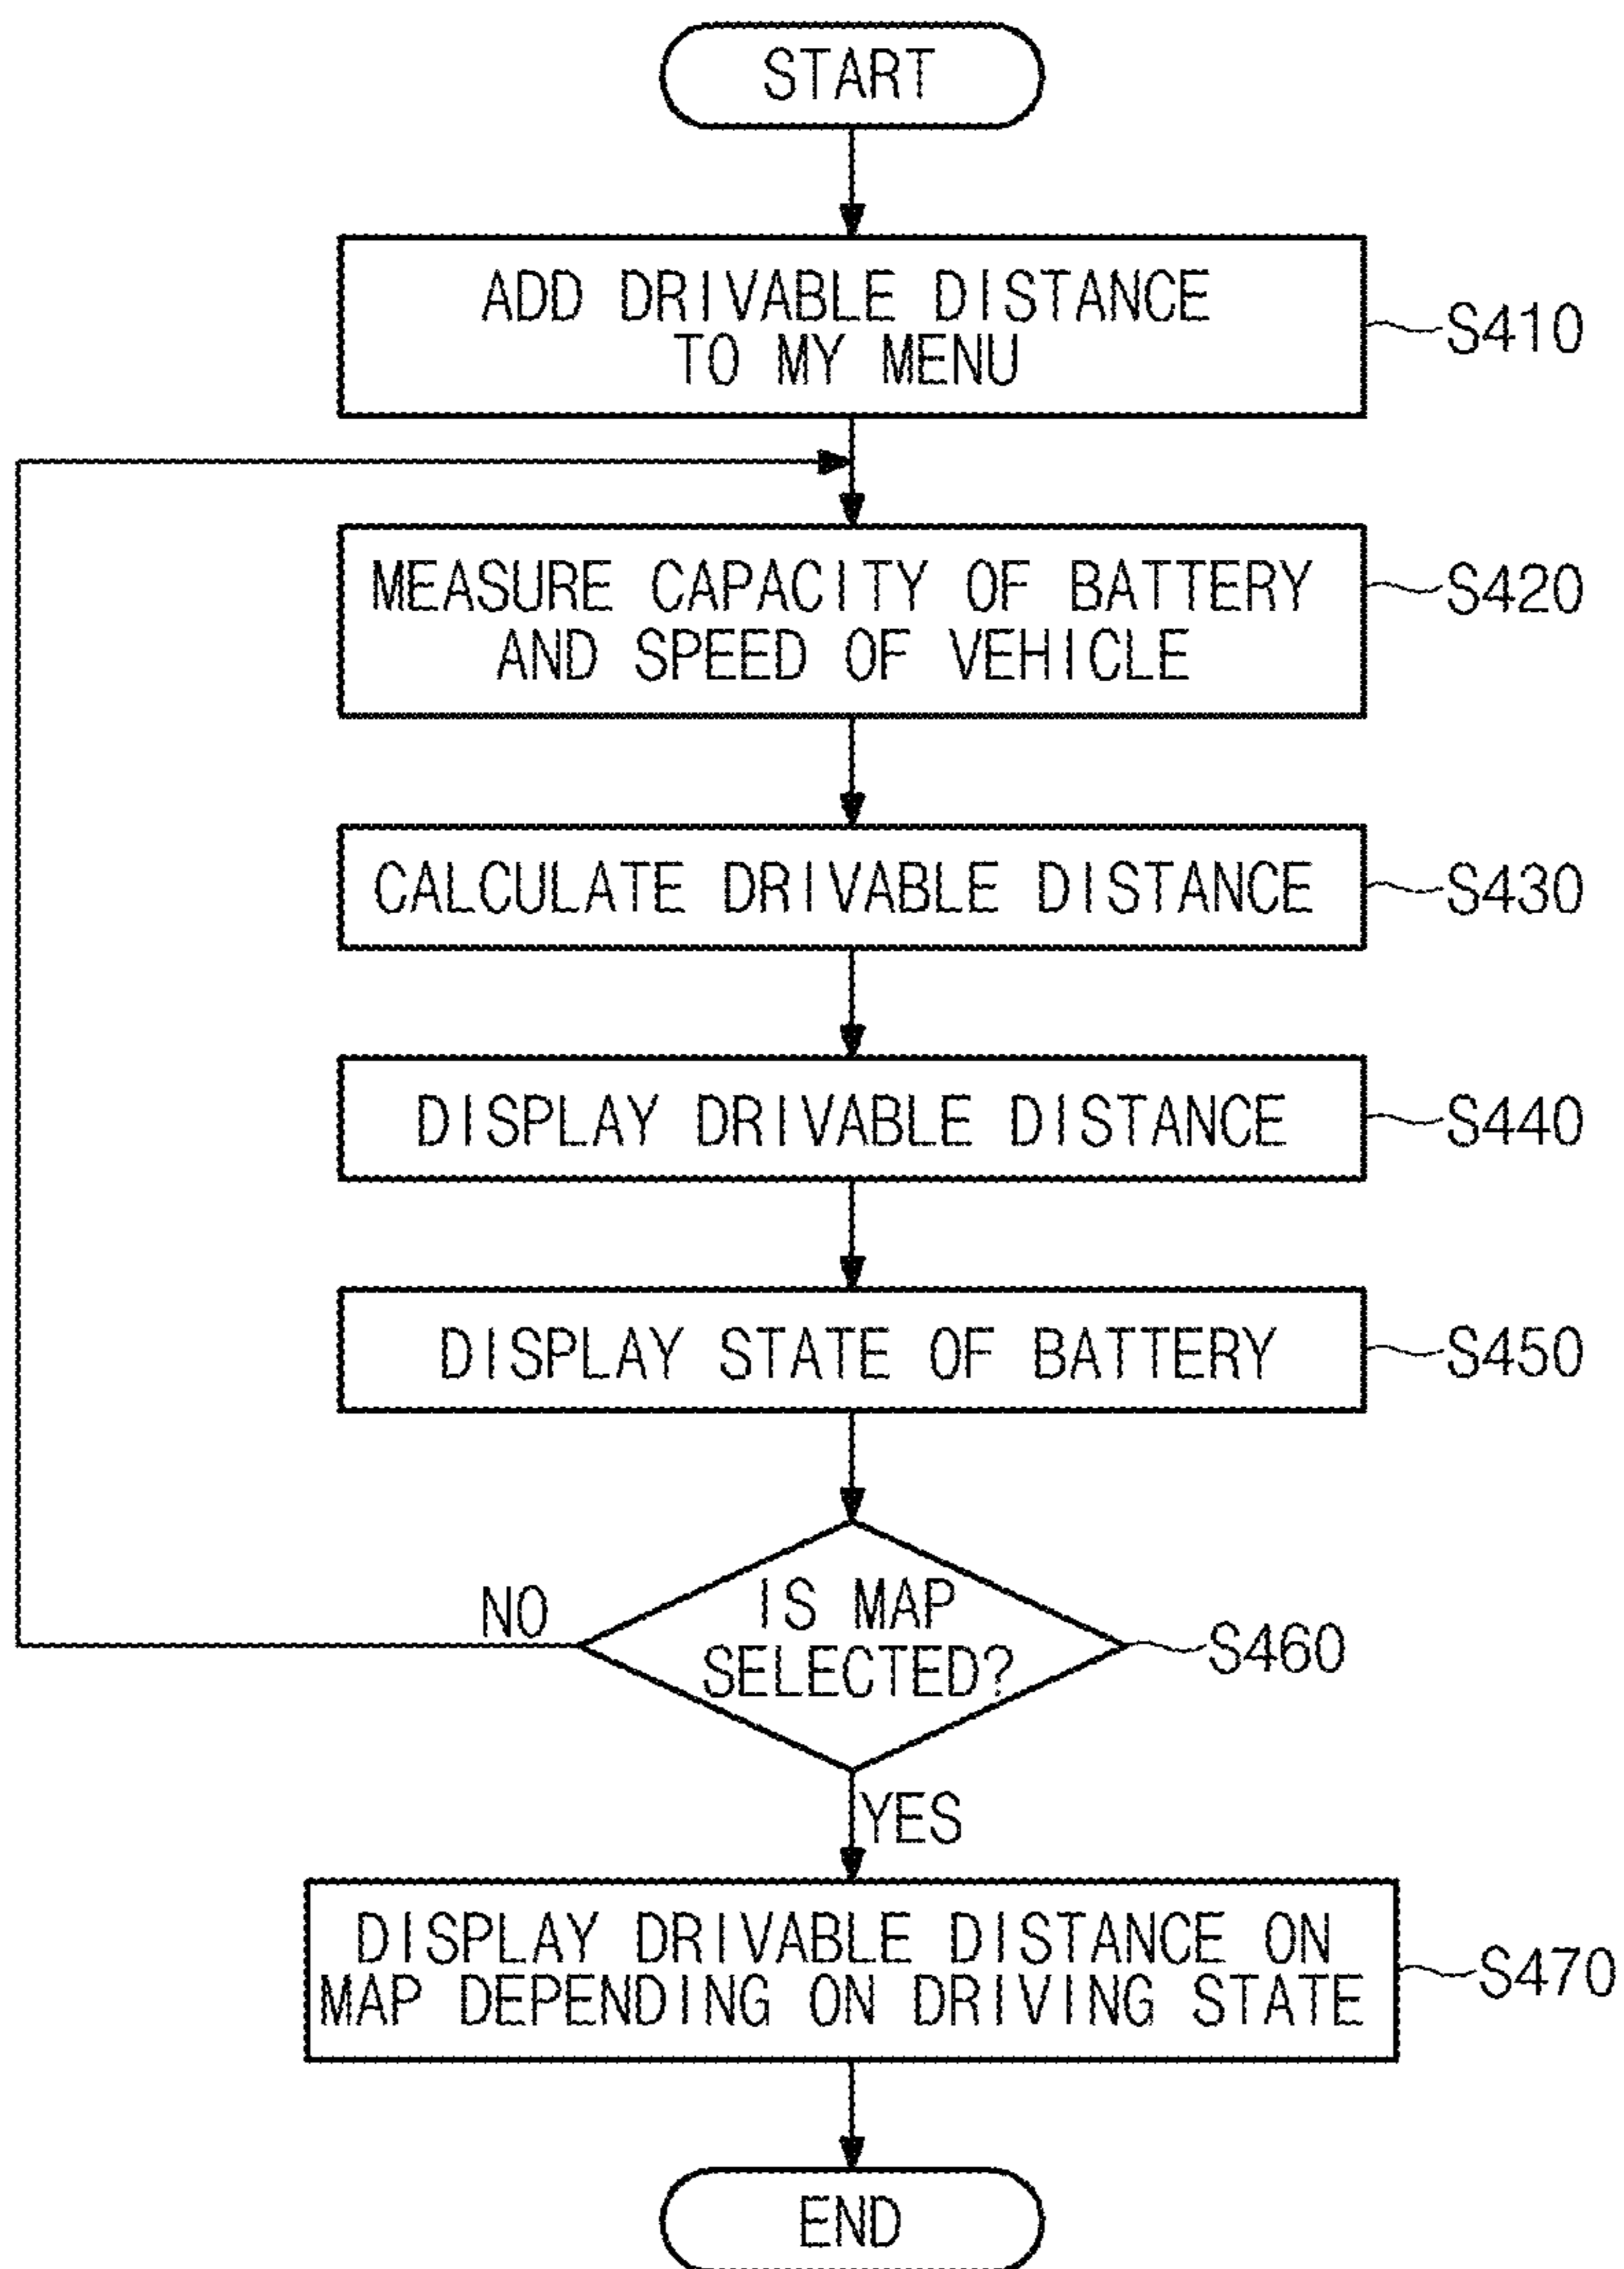 START
ADD DRIVABLE DISTANCE
TO MY MENU
S410
MEASURE CAPACITY OF BATTERY
AND SPEED OF VEHICLE
S420
CALCULATE DRIVABLE DISTANCE
S430
DISPLAY DRIVABLE DISTANCE
S440
DISPLAY STATE OF BATTERY
S450
NO
IS MAP
SELECTED?
S460
YES
DISPLAY DRIVABLE DISTANCE ON
MAP DEPENDING ON DRIVING STATE
S470
END